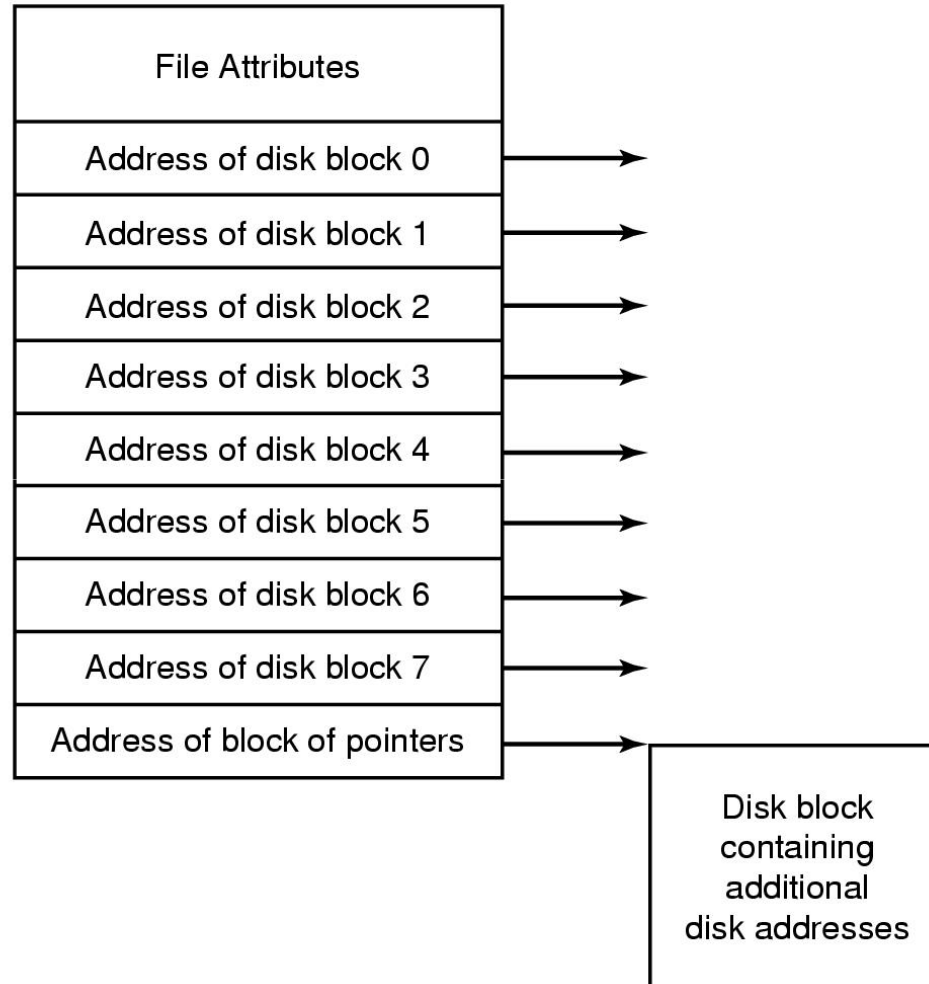 File Attributes
Address of disk block 0
Address of disk block 1
Address of disk block 2
Address of disk block 3
Address of disk block 4
Address of disk block 5
Address of disk block 6
Address of disk block 7
Address of block of pointers
Disk block
containing
additional
disk addresses